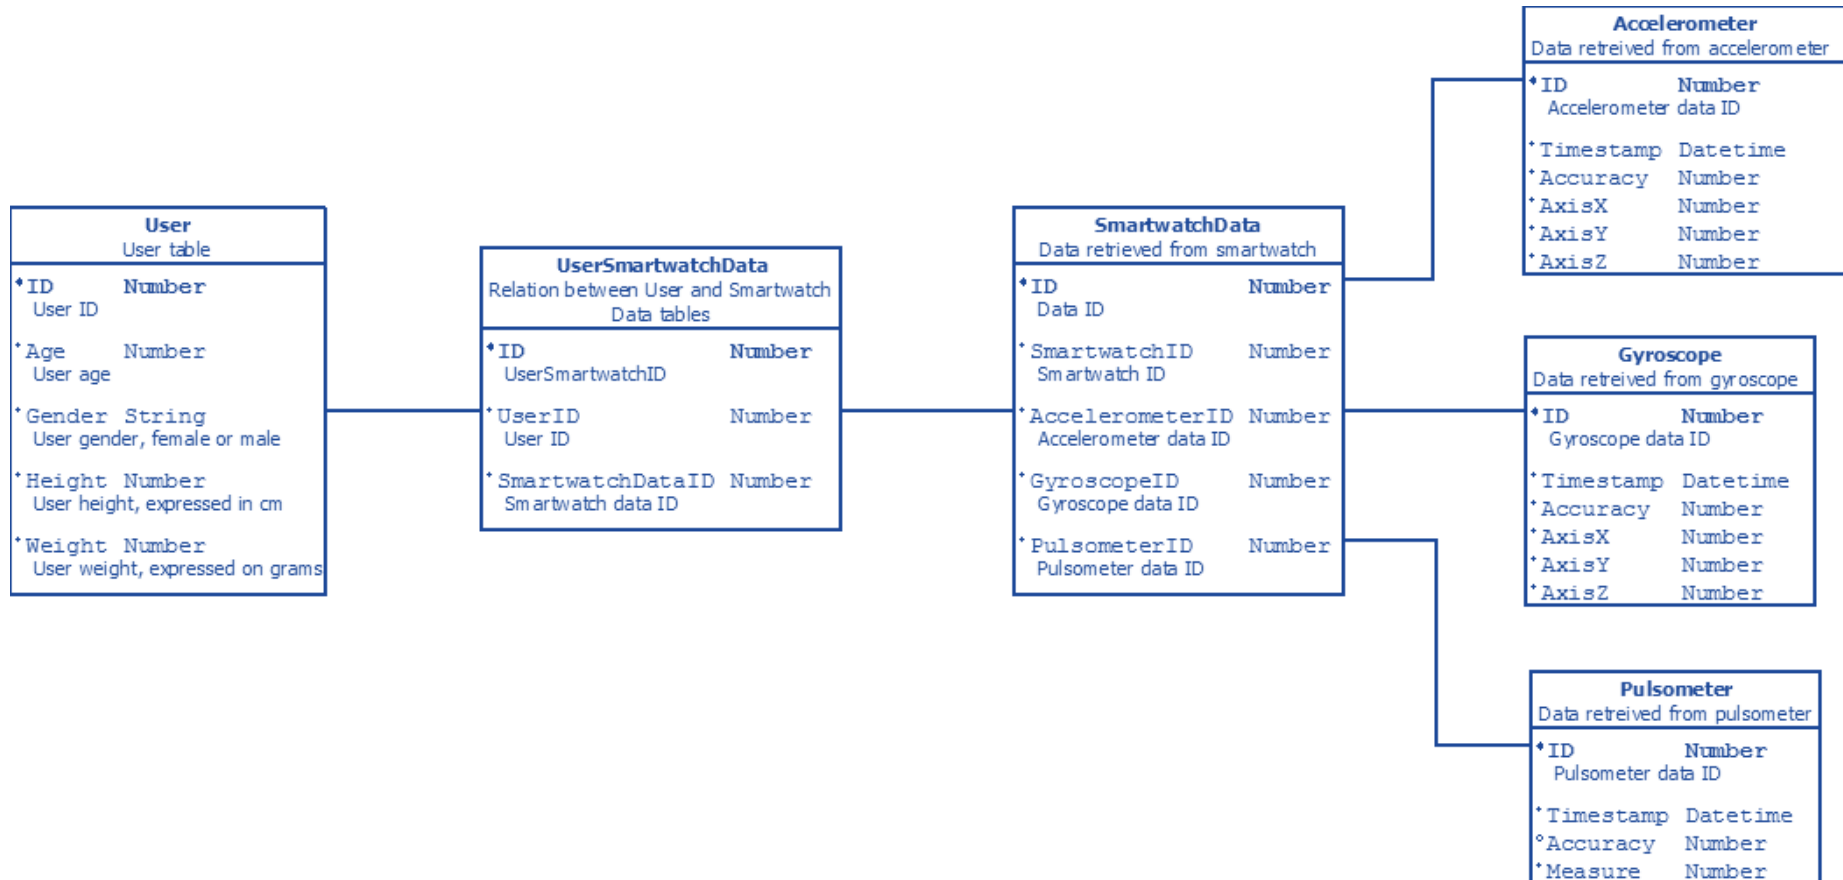 User
User table
ID Number
User ID
Age Number
User age
Gender String
User gender, female or male
Height Number
User height, expressed in cm
Weight Number
User weight, expressed on grams
UserSmartwatchData
Relation between User and Smartwatch
Data tables
ID Number
UserSmartwatchID
UserID Number
User ID
SmartwatchDataID Number
Smartwatch data ID
SmartwatchData
Data retrieved from smartwatch
ID Number
Data ID
SmartwatchID Number
Smartwatch ID
AccelerometerID Number
Accelerometer data ID
GyroscopeID Number
Gyroscope data ID
PulsometerID Number
Pulsometer data ID
Accelerometer
Data retreived from accelerometer
ID Number
Accelerometer data ID
Timestamp Datetime
Accuracy Number
AxisX Number
AxisY Number
AxisZ Number
Gyroscope
Data retreived from gyroscope
ID Number
Gyroscope data ID
Timestamp Datetime
Accuracy Number
AxisX Number
AxisY Number
AxisZ Number
Pulsometer
Data retreived from pulsometer
ID Number
Pulsometer data ID
Timestamp Datetime
Accuracy Number
Measure Number